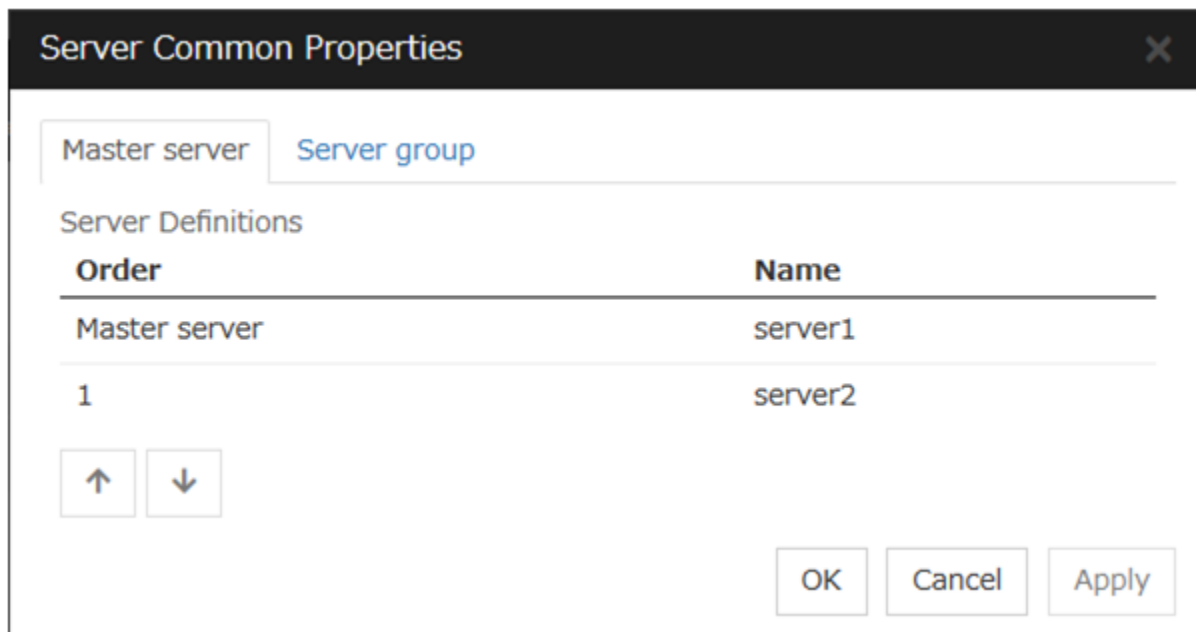 Server Common Properties
Master server Server group
Server Definitions
Order Name
Master server server1
1 server2
OK Cancel Apply